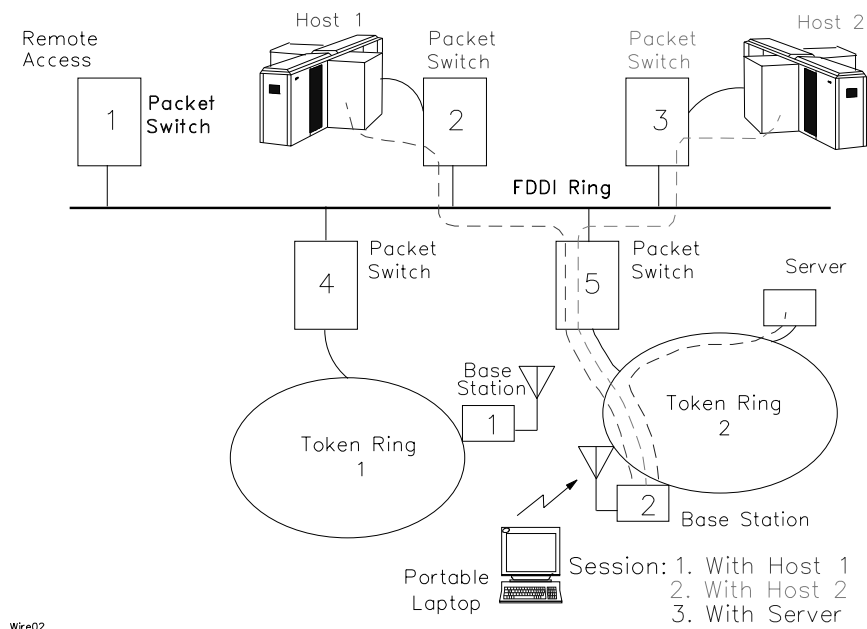 Remote
Access
1
Packet
Switch
Host 1
Packet
Switch
2
Packet
Switch
3
Host 2
FDDI Ring
4
Packet
Switch
5
Packet
Switch
Server
Token Ring
1
Base
Station
1
Token Ring
2
2
Base Station
Portable
Laptop
Session: 1. With Host 1
2. With Host 2
3. With Server
Wire02